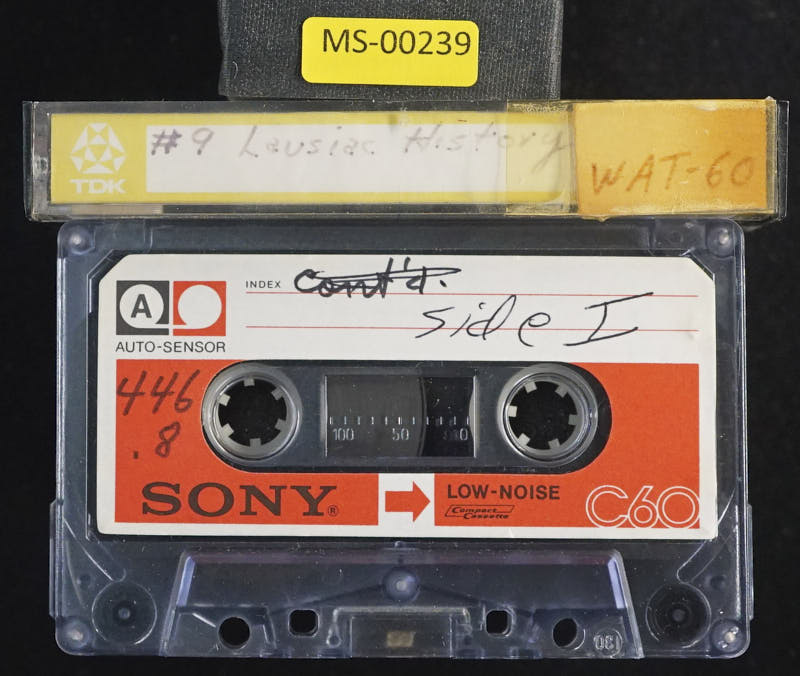 MS-00239
#9 Lausiac History
WAT-60
TDK
INDEX cont'd.
side I
A
AUTO-SENSOR
446
.8
100 50 0
SONY®
LOW-NOISE
Compact Cassette
C60